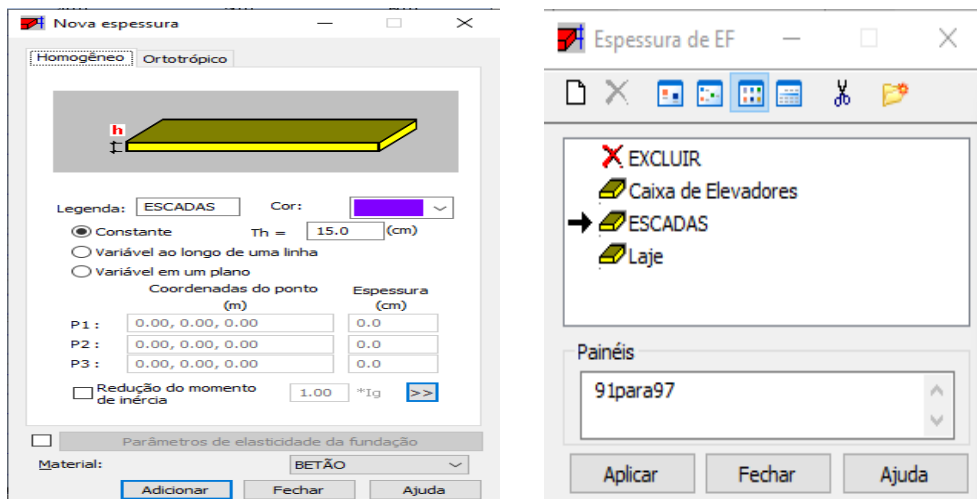 Nova espessura
Homogêneo Ortotrópico
h
Legenda: ESCADAS Cor:
Constante Th = 15.0 (cm)
Variável ao longo de uma linha
Variável em um plano
Coordenadas do ponto Espessura
(m) (cm)
P1 : 0.00, 0.00, 0.00 0.0
P2 : 0.00, 0.00, 0.00 0.0
P3 : 0.00, 0.00, 0.00 0.0
Redução do momento
de inércia 1.00 *Ig >>
Parâmetros de elasticidade da fundação
Material: BETÃO
Adicionar Fechar Ajuda
Espessura de EF
EXCLUIR
Caixa de Elevadores
ESCADAS
Laje
Painéis
91para97
Aplicar Fechar Ajuda